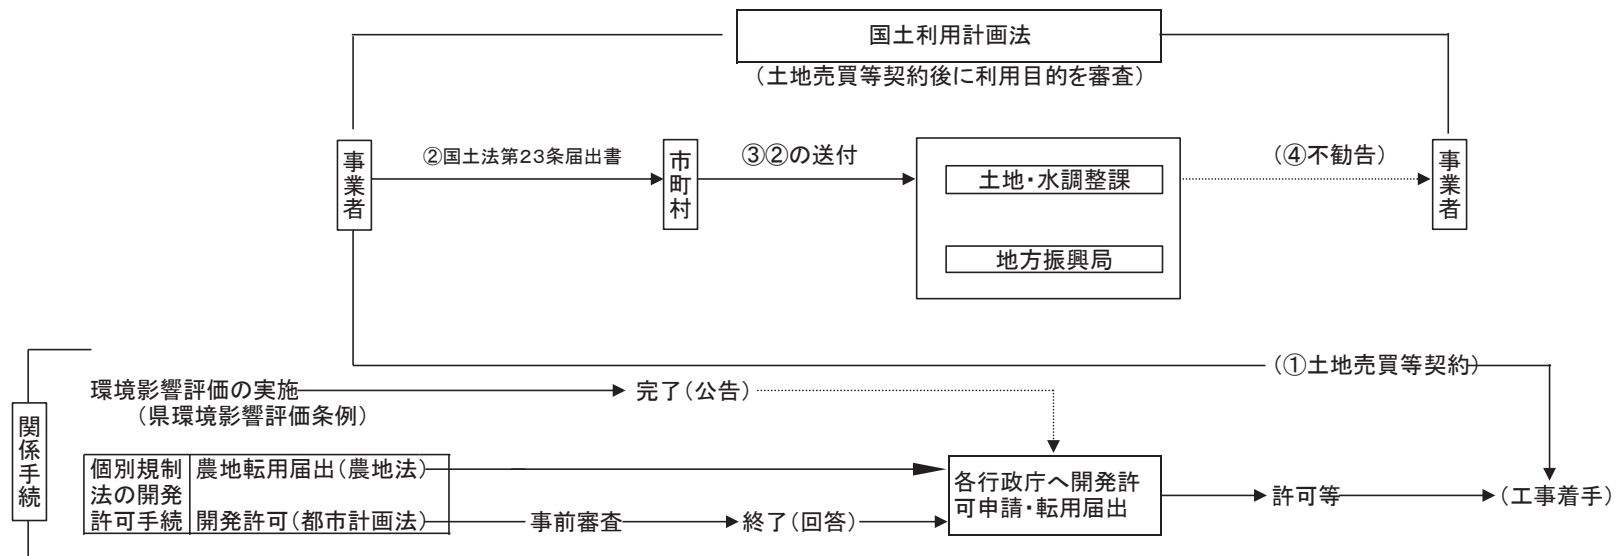 国土利用計画法
（土地売買等契約後に利用目的を審査）
事業者
②国土法第23条届出書
市町村
③②の送付
土地・水調整課
地方振興局
（④不勧告）
事業者
（①土地売買等契約）
関係手続
環境影響評価の実施
（県環境影響評価条例）
完了（公告）
個別規制
法の開発
許可手続
農地転用届出（農地法）
開発許可（都市計画法）
事前審査
終了（回答）
各行政庁へ開発許
可申請・転用届出
許可等
（工事着手）